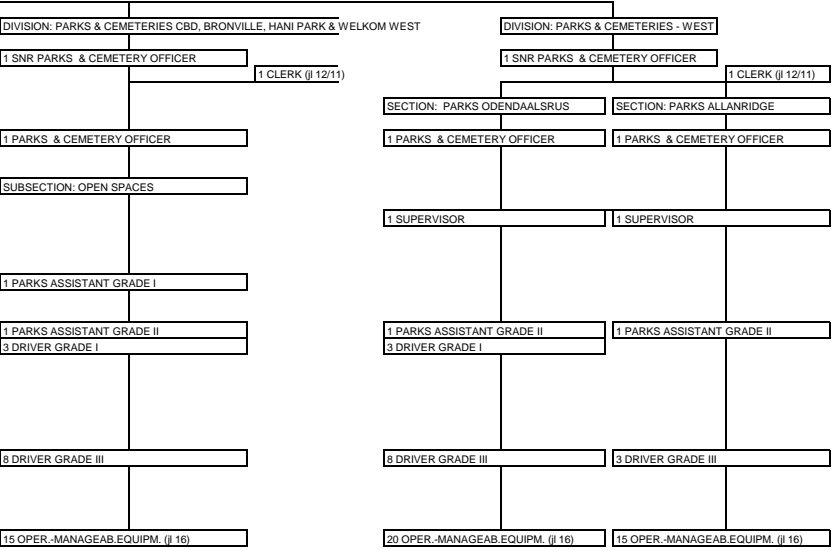 DIVISION: PARKS & CEMETERIES CBD, BRONVILLE, HANI PARK & WELKOM WEST
DIVISION: PARKS & CEMETERIES - WEST
1 SNR PARKS & CEMETERY OFFICER
1 SNR PARKS & CEMETERY OFFICER
1 CLERK (jl 12/11)
1 CLERK (jl 12/11)
SECTION: PARKS ODENDAALSRUS
SECTION: PARKS ALLANRIDGE
1 PARKS & CEMETERY OFFICER
1 PARKS & CEMETERY OFFICER
1 PARKS & CEMETERY OFFICER
SUBSECTION: OPEN SPACES
1 SUPERVISOR
1 SUPERVISOR
1 PARKS ASSISTANT GRADE I
1 PARKS ASSISTANT GRADE II
1 PARKS ASSISTANT GRADE II
1 PARKS ASSISTANT GRADE II
3 DRIVER GRADE I
3 DRIVER GRADE I
8 DRIVER GRADE III
8 DRIVER GRADE III
3 DRIVER GRADE III
15 OPER.-MANAGEAB.EQUIPM. (jl 16)
20 OPER.-MANAGEAB.EQUIPM. (jl 16)
15 OPER.-MANAGEAB.EQUIPM. (jl 16)